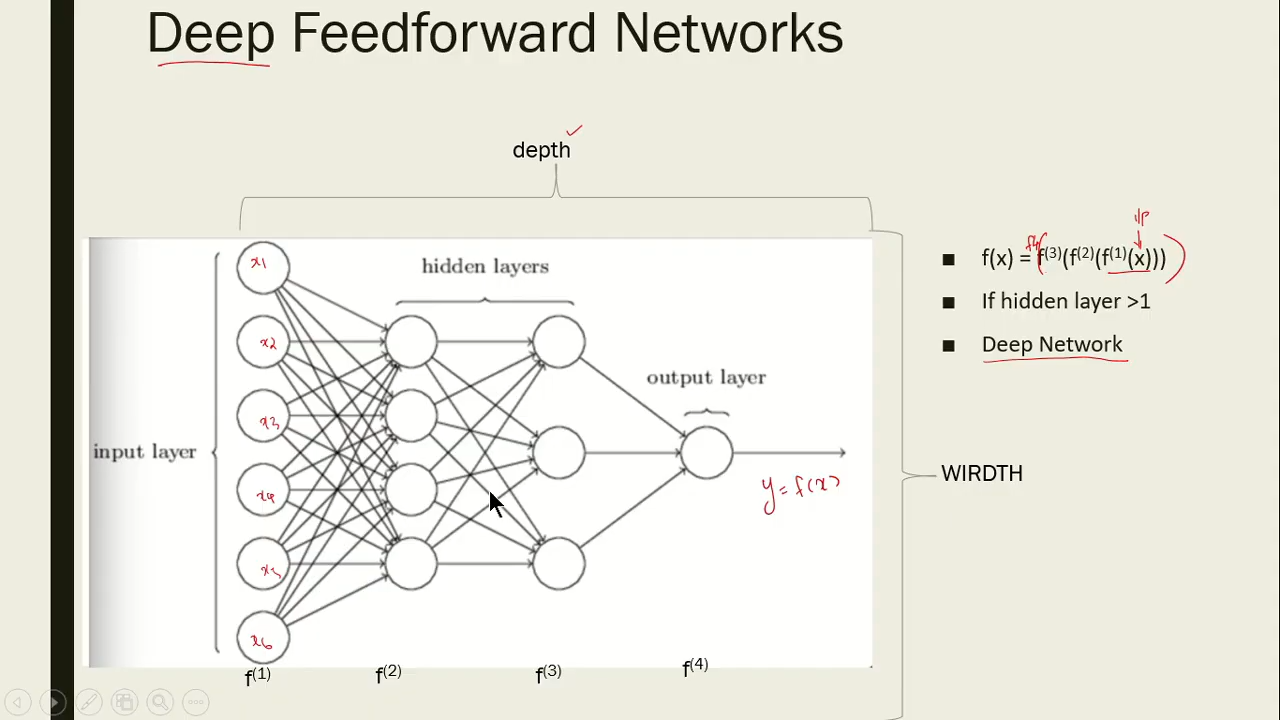 Deep Feedforward Networks
depth
hidden layers
output layer
input layer
x1
x2
x3
x4
x5
x6
y = f(x)
f(1)
f(2)
f(3)
f(4)
WIRDTH
i/p
f4(
■ f(x) = f(3)(f(2)(f(1)(x))) )
■ If hidden layer >1
■ Deep Network